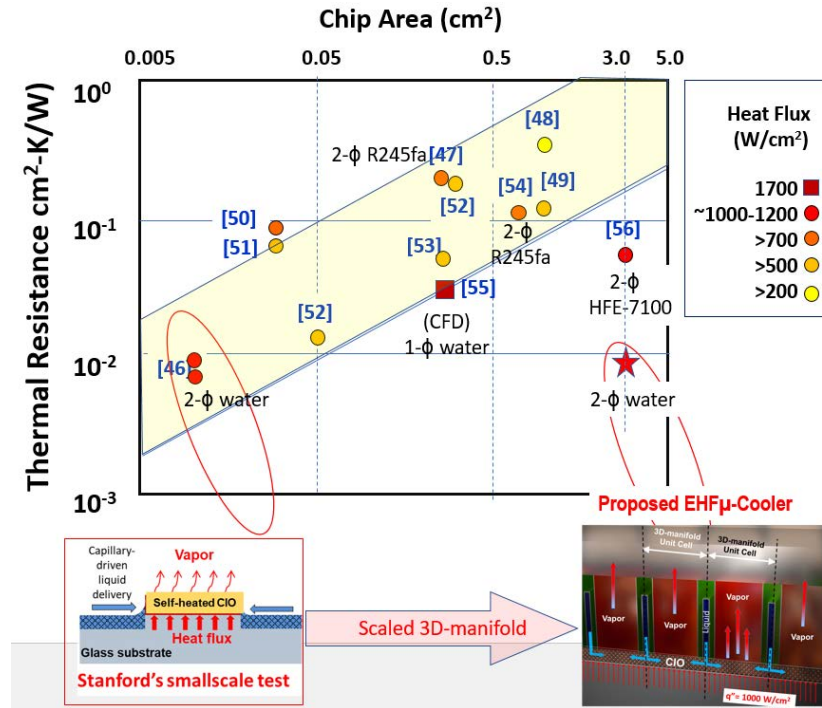 Chip Area (cm²)
0.005
0.05
0.5
3.0
5.0
Thermal Resistance cm²-K/W)
10⁰
10⁻¹
10⁻²
10⁻³
[48]
2-ϕ R245fa
[47]
[52]
[54]
[49]
[50]
[51]
2-ϕ
R245fa
[56]
[53]
[55]
2-ϕ
HFE-7100
[52]
(CFD)
1-ϕ water
[46]
2-ϕ water
2-ϕ water
Heat Flux
(W/cm²)
1700
~1000-1200
>700
>500
>200
Proposed EHFμ-Cooler
Capillary-
driven
liquid
delivery
Vapor
Self-heated CIO
Heat flux
Glass substrate
Stanford's smallscale test
Scaled 3D-manifold
3D-manifold
Unit Cell
3D-manifold
Unit Cell
Vapor
Vapor
Liquid
Vapor
Vapor
CIO
q"= 1000 W/cm²